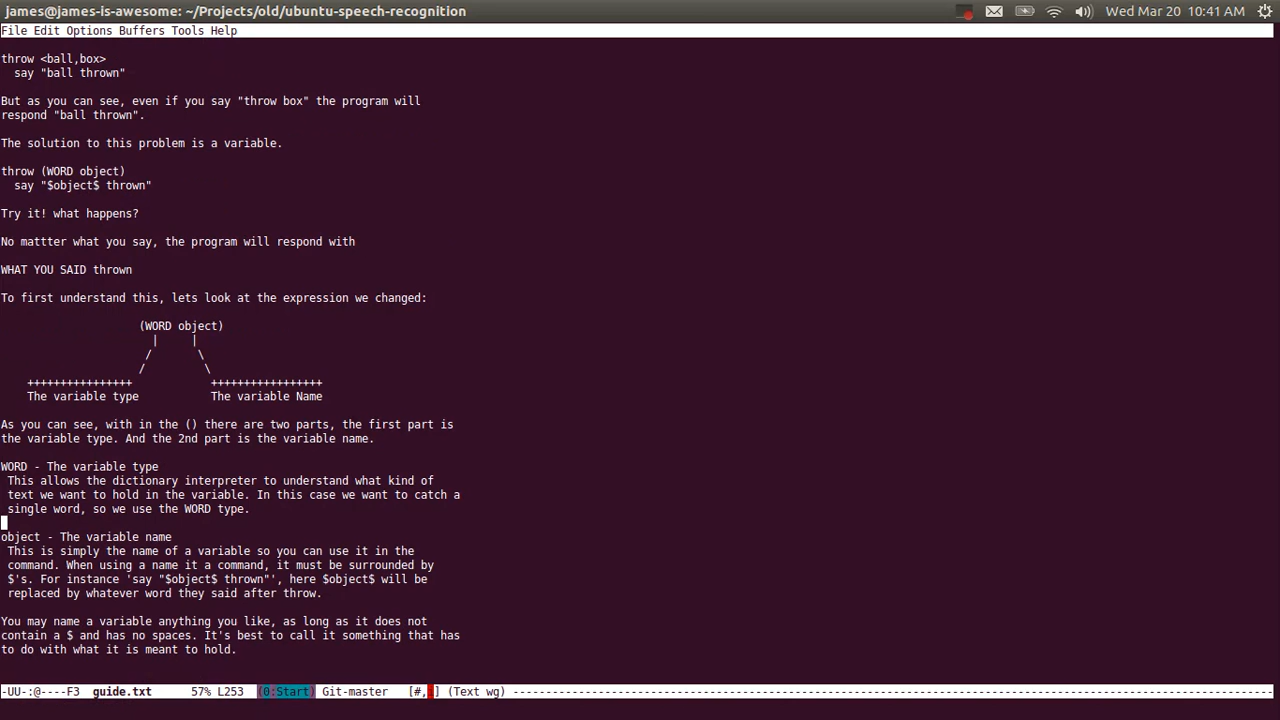 james@james-is-awesome: ~/Projects/old/ubuntu-speech-recognition
Wed Mar 20 10:41 AM
File Edit Options Buffers Tools Help
throw <ball,box>
  say "ball thrown"
But as you can see, even if you say "throw box" the program will
respond "ball thrown".
The solution to this problem is a variable.
throw (WORD object)
  say "$object$ thrown"
Try it! what happens?
No mattter what you say, the program will respond with
WHAT YOU SAID thrown
To first understand this, lets look at the expression we changed:
(WORD object)
|     |
/       \
/         \
++++++++++++++++            +++++++++++++++++
The variable type           The variable Name
As you can see, with in the () there are two parts, the first part is
the variable type. And the 2nd part is the variable name.
WORD - The variable type
 This allows the dictionary interpreter to understand what kind of
 text we want to hold in the variable. In this case we want to catch a
 single word, so we use the WORD type.
object - The variable name
 This is simply the name of a variable so you can use it in the
 command. When using a name it a command, it must be surrounded by
 $'s. For instance 'say "$object$ thrown"', here $object$ will be
 replaced by whatever word they said after throw.
You may name a variable anything you like, as long as it does not
contain a $ and has no spaces. It's best to call it something that has
to do with what it is meant to hold.
-UU-:@----F3  guide.txt      57% L253   (0:Start) Git-master   [#, ] (Text wg) ----------------------------------------------------------------------------------------------------------------------